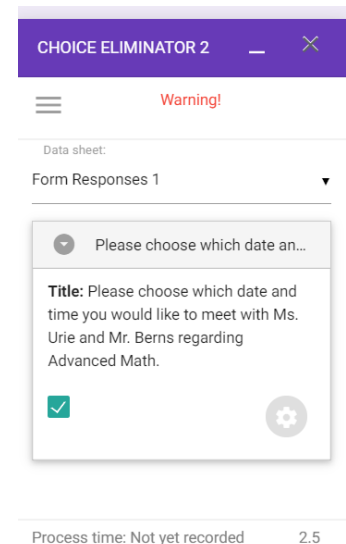 CHOICE ELIMINATOR 2
Warning!
Data sheet:
Form Responses 1
Please choose which date an...
Title: Please choose which date and
time you would like to meet with Ms.
Urie and Mr. Berns regarding
Advanced Math.
Process time: Not yet recorded 2.5